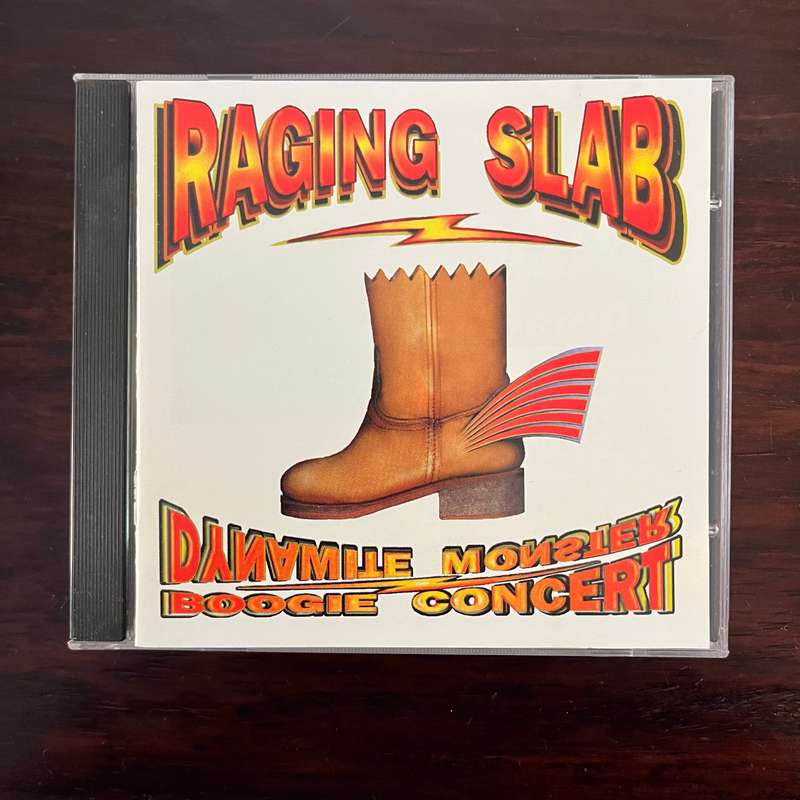 RAGING SLAB
DYNAMITE MONSTER
BOOGIE CONCERT